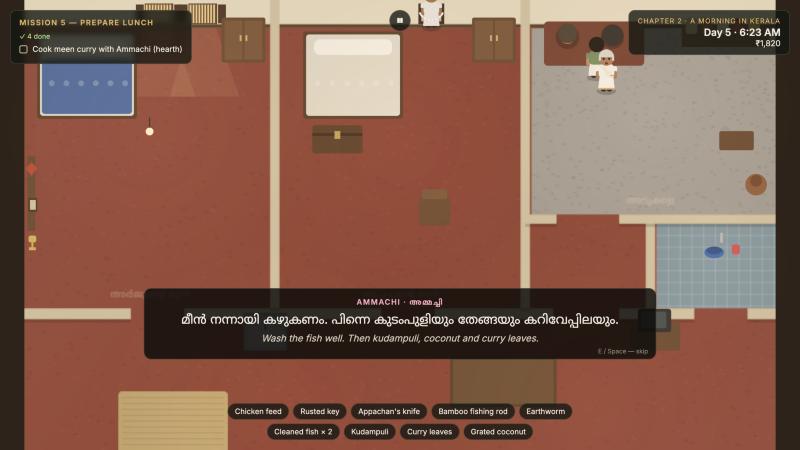 MISSION 5 — PREPARE LUNCH
✓ 4 done
Cook meen curry with Ammachi (hearth)
CHAPTER 2 · A MORNING IN KERALA
Day 5 · 6:23 AM
₹1,820
AMMACHI · അമ്മച്ചി
മീൻ നന്നായി കഴുകണം. പിന്നെ കുടംപുളിയും തേങ്ങയും കറിവേപ്പിലയും.
Wash the fish well. Then kudampuli, coconut and curry leaves.
E / Space — skip
Chicken feed
Rusted key
Appachan's knife
Bamboo fishing rod
Earthworm
Cleaned fish × 2
Kudampuli
Curry leaves
Grated coconut